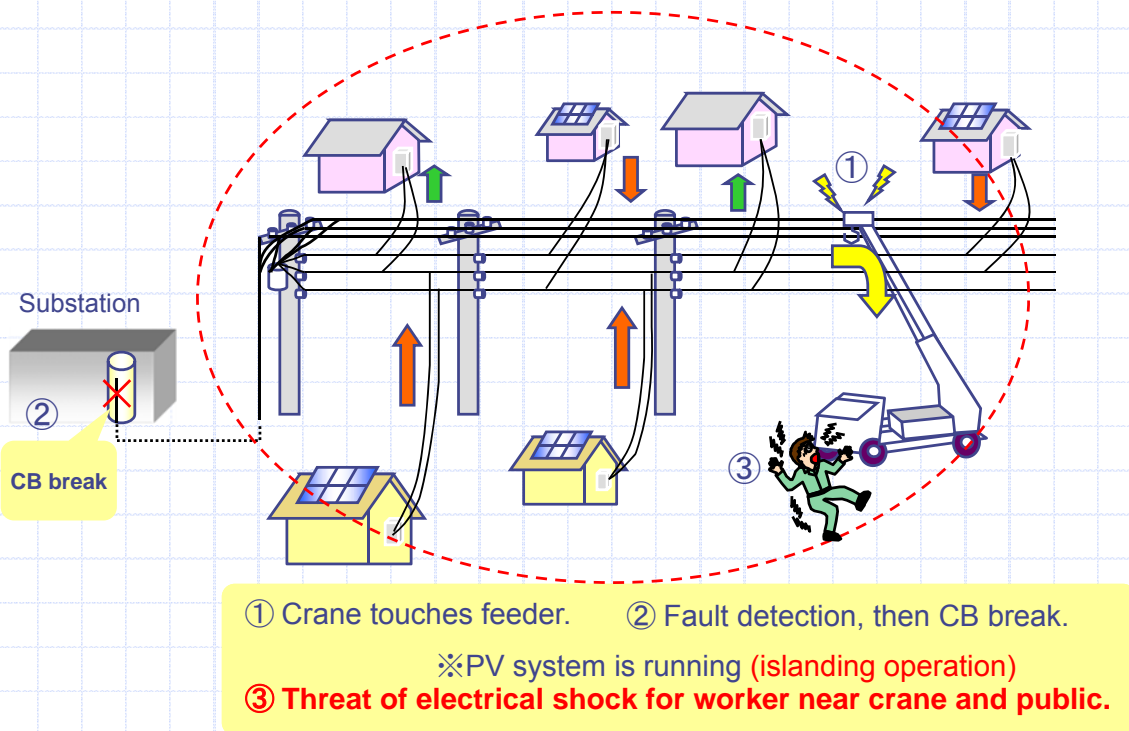 ①
Substation
②
CB break
③
① Crane touches feeder. ② Fault detection, then CB break.
※PV system is running (islanding operation)
③ Threat of electrical shock for worker near crane and public.